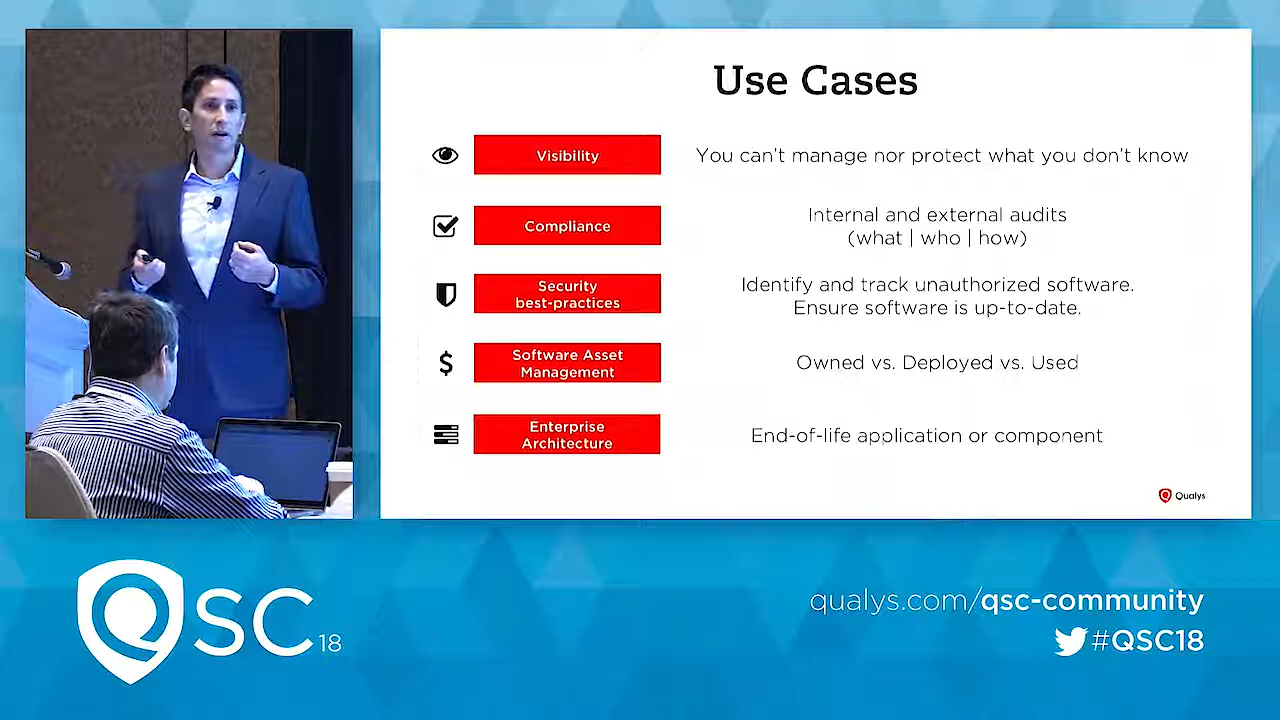 Use Cases
Visibility
You can't manage nor protect what you don't know
Compliance
Internal and external audits
(what | who | how)
Security
best-practices
Identify and track unauthorized software.
Ensure software is up-to-date.
$
Software Asset
Management
Owned vs. Deployed vs. Used
Enterprise
Architecture
End-of-life application or component
Qualys
QSC18
qualys.com/qsc-community
#QSC18